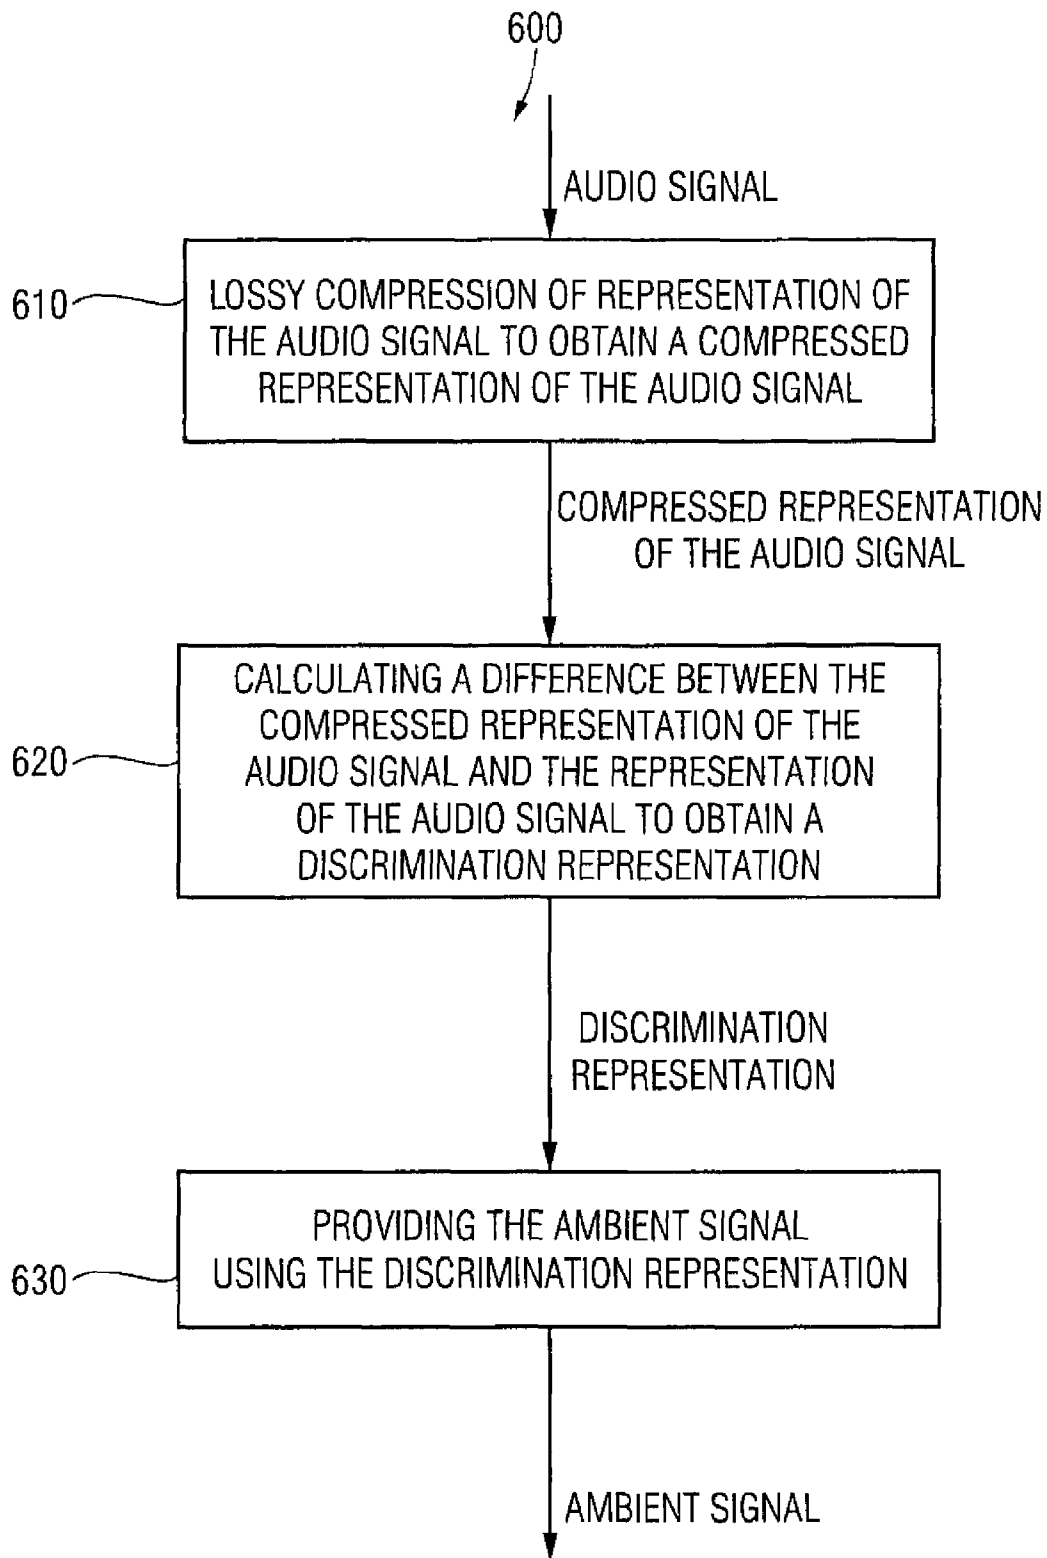 600
AUDIO SIGNAL
610
LOSSY COMPRESSION OF REPRESENTATION OF
THE AUDIO SIGNAL TO OBTAIN A COMPRESSED
REPRESENTATION OF THE AUDIO SIGNAL
COMPRESSED REPRESENTATION
OF THE AUDIO SIGNAL
620
CALCULATING A DIFFERENCE BETWEEN THE
COMPRESSED REPRESENTATION OF THE
AUDIO SIGNAL AND THE REPRESENTATION
OF THE AUDIO SIGNAL TO OBTAIN A
DISCRIMINATION REPRESENTATION
DISCRIMINATION
REPRESENTATION
630
PROVIDING THE AMBIENT SIGNAL
USING THE DISCRIMINATION REPRESENTATION
AMBIENT SIGNAL